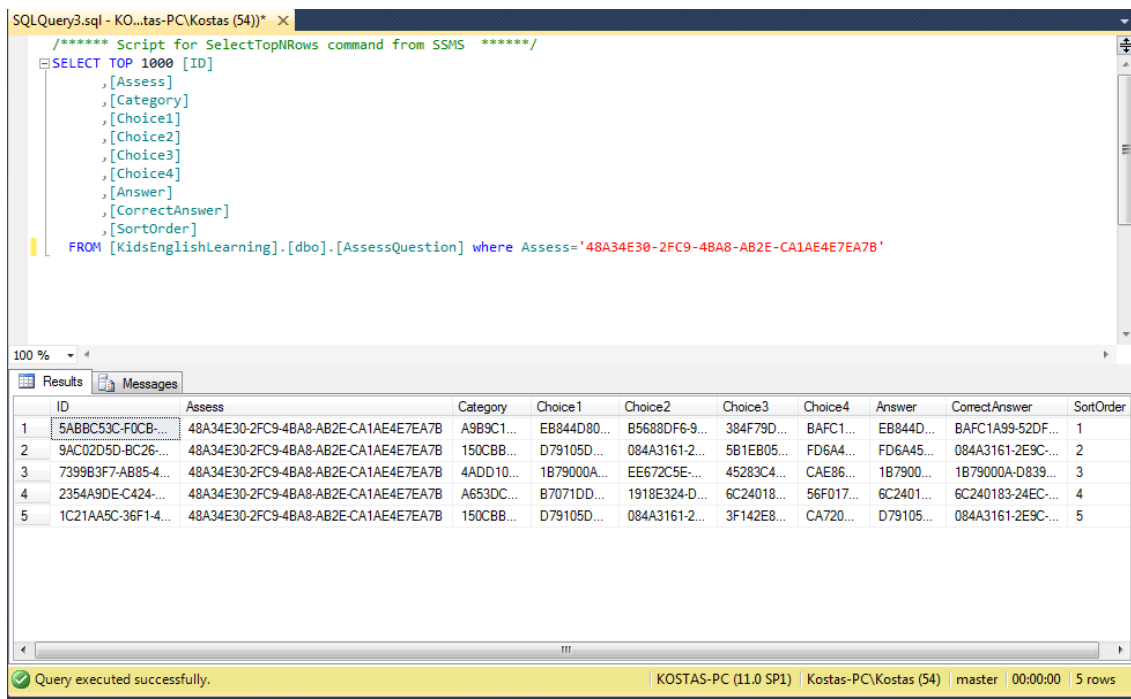 SQLQuery3.sql - KO...tas-PC\Kostas (54))* ×
/****** Script for SelectTopNRows command from SSMS  ******/
SELECT TOP 1000 [ID]
,[Assess]
,[Category]
,[Choice1]
,[Choice2]
,[Choice3]
,[Choice4]
,[Answer]
,[CorrectAnswer]
,[SortOrder]
FROM [KidsEnglishLearning].[dbo].[AssessQuestion] where Assess='48A34E30-2FC9-4BA8-AB2E-CA1AE4E7EA7B'
100 %
Results Messages
ID Assess Category Choice1 Choice2 Choice3 Choice4 Answer CorrectAnswer SortOrder
1 5ABBC53C-F0CB-... 48A34E30-2FC9-4BA8-AB2E-CA1AE4E7EA7B A9B9C1... EB844D80... B5688DF6-9... 384F79D... BAFC1... EB844D... BAFC1A99-52DF... 1
2 9AC02D5D-BC26-... 48A34E30-2FC9-4BA8-AB2E-CA1AE4E7EA7B 150CBB... D79105D... 084A3161-2... 5B1EB05... FD6A4... FD6A45... 084A3161-2E9C-... 2
3 7399B3F7-AB85-4... 48A34E30-2FC9-4BA8-AB2E-CA1AE4E7EA7B 4ADD10... 1B79000A... EE672C5E-... 45283C4... CAE86... 1B7900... 1B79000A-D839... 3
4 2354A9DE-C424-... 48A34E30-2FC9-4BA8-AB2E-CA1AE4E7EA7B A653DC... B7071DD... 1918E324-D... 6C24018... 56F017... 6C2401... 6C240183-24EC-... 4
5 1C21AA5C-36F1-4... 48A34E30-2FC9-4BA8-AB2E-CA1AE4E7EA7B 150CBB... D79105D... 084A3161-2... 3F142E8... CA720... D79105... 084A3161-2E9C-... 5
Query executed successfully. KOSTAS-PC (11.0 SP1) Kostas-PC\Kostas (54) master 00:00:00 5 rows